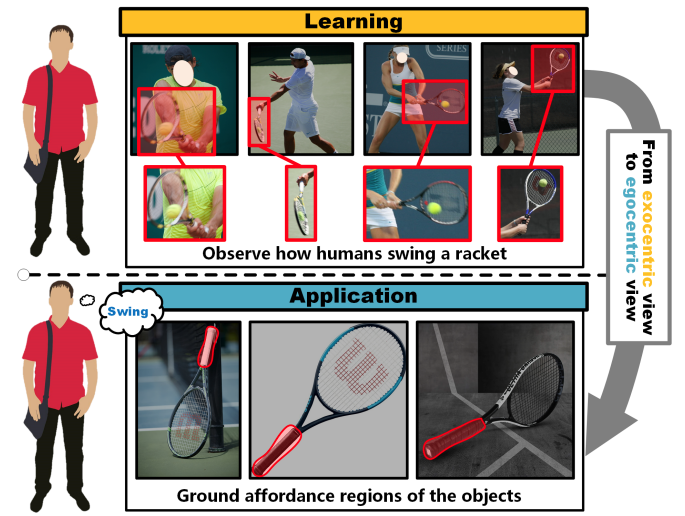 Learning
SERIES
Observe how humans swing a racket
From exocentric view
to egocentric view
Application
Swing
W
Ground affordance regions of the objects